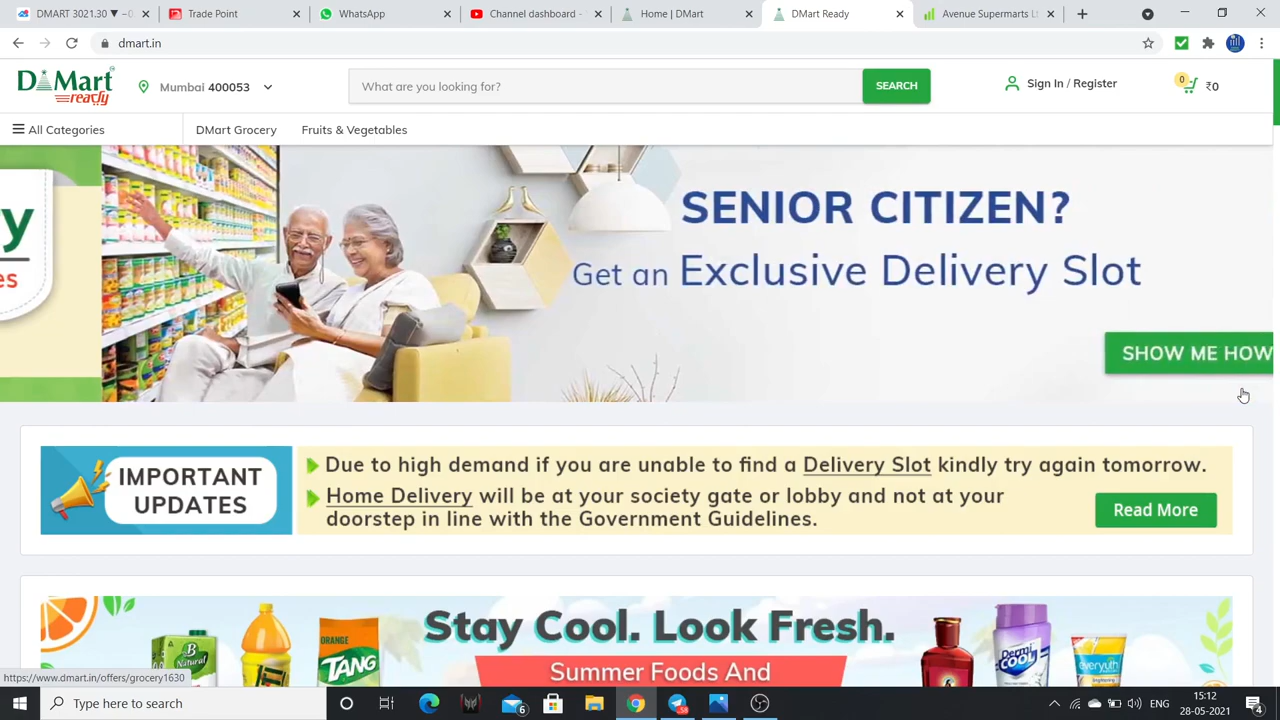 DMART 3021.30 ▼ −0
Trade Point
WhatsApp
Channel dashboard -
Home | DMart
DMart Ready
Avenue Supermarts Lt
dmart.in
DMart
ready
Mumbai 400053
What are you looking for?
SEARCH
Sign In / Register
0
₹0
All Categories
DMart Grocery
Fruits & Vegetables
y
es
SENIOR CITIZEN?
Get an Exclusive Delivery Slot
SHOW ME HOW
IMPORTANT
UPDATES
Due to high demand if you are unable to find a Delivery Slot kindly try again tomorrow.
Home Delivery will be at your society gate or lobby and not at your
doorstep in line with the Government Guidelines.
Read More
Stay Cool. Look Fresh.
Summer Foods And
B
Natural
ORANGE
TANG
Dermi
COOL
everyuth
https://www.dmart.in/offers/grocery1630
Type here to search
6
58
ENG
15:12
28-05-2021
4